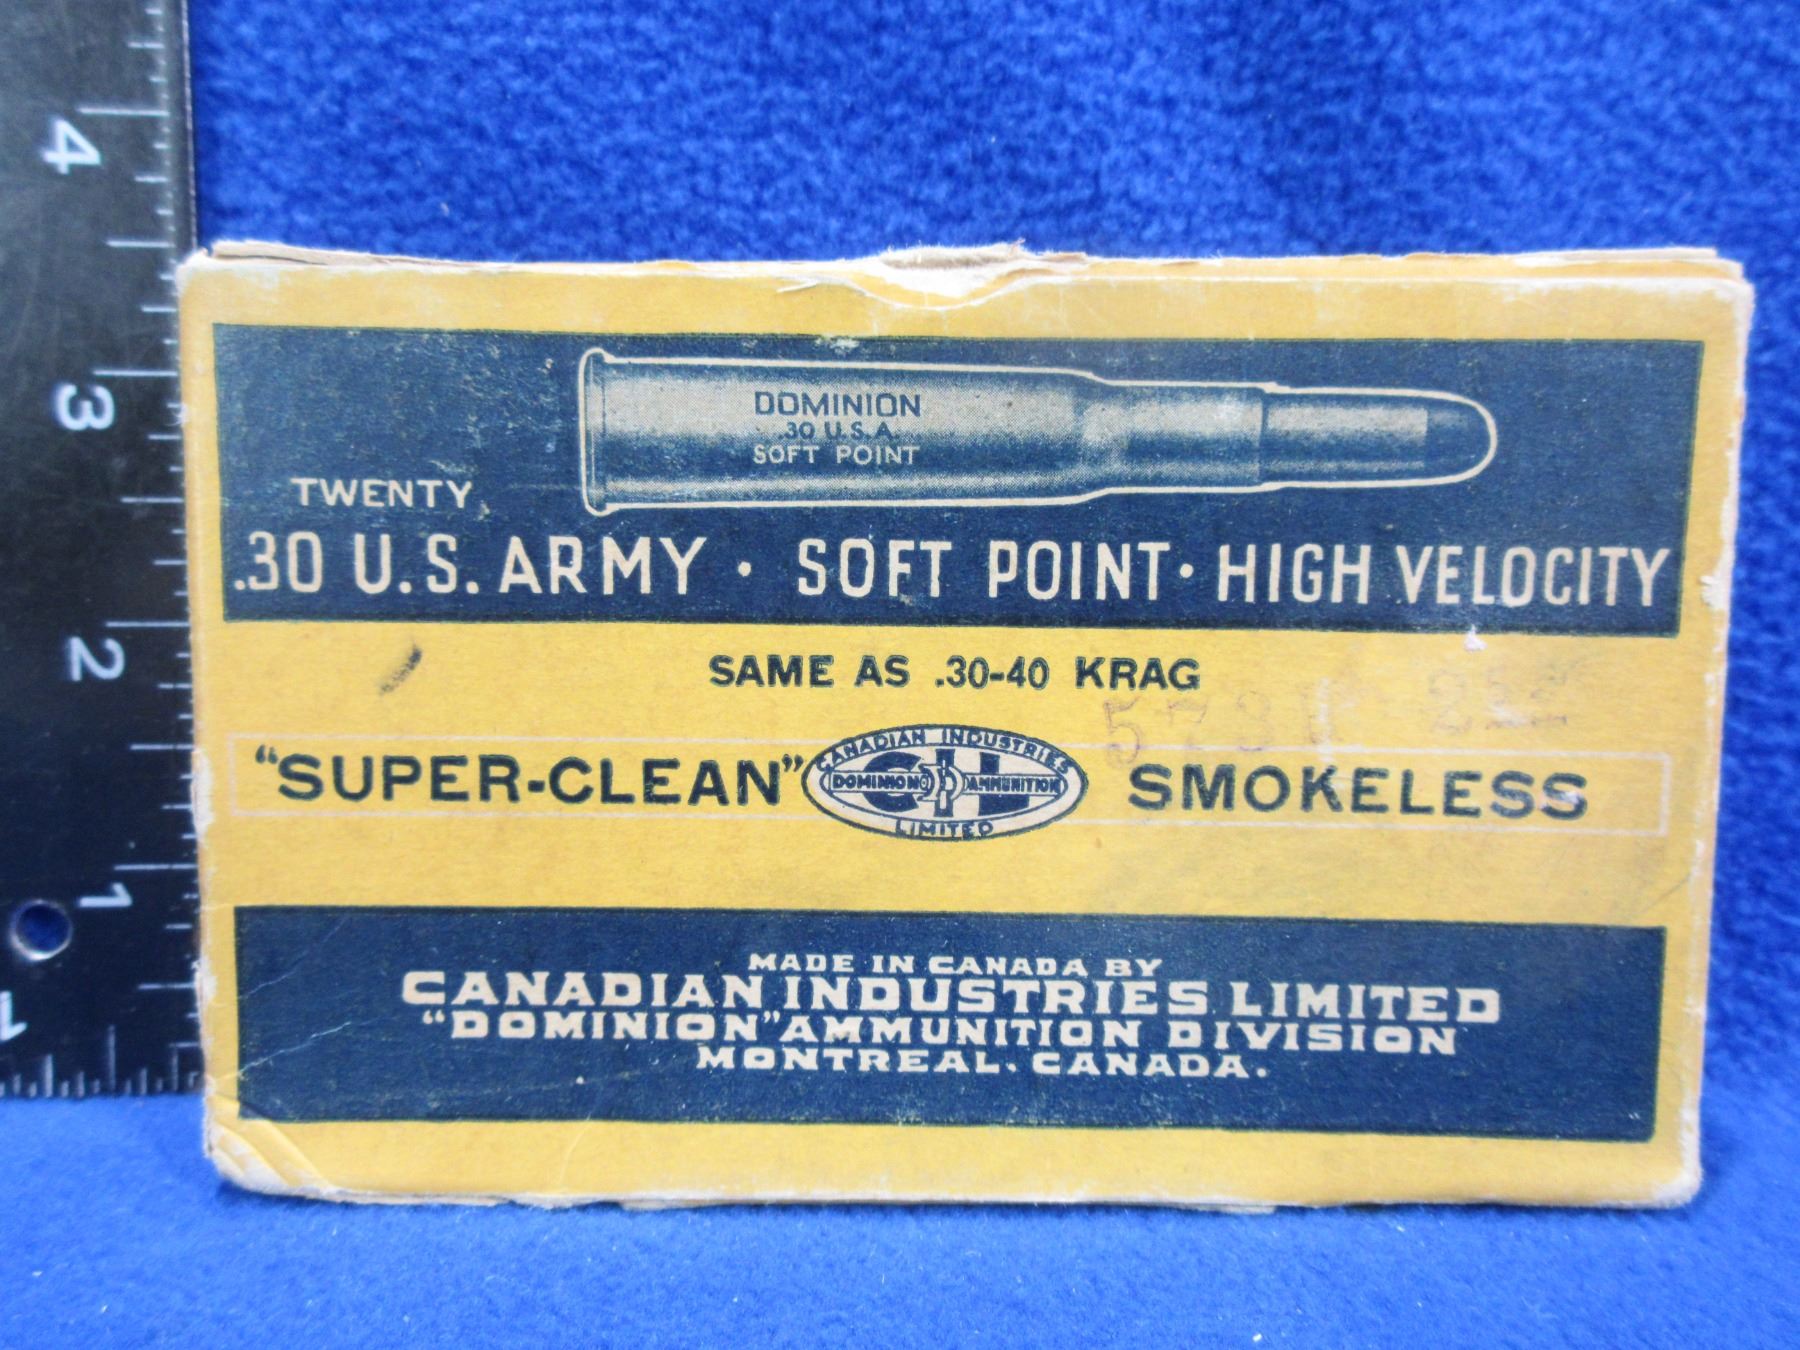 4
3
2
1
1
DOMINION
.30 U.S.A.
SOFT POINT
TWENTY
.30 U.S. ARMY · SOFT POINT · HIGH VELOCITY
SAME AS .30-40 KRAG
"SUPER-CLEAN" SMOKELESS
CANADIAN INDUSTRIES
DOMINION AMMUNITION
LIMITED
MADE IN CANADA BY
CANADIAN INDUSTRIES LIMITED
"DOMINION" AMMUNITION DIVISION
MONTREAL. CANADA.